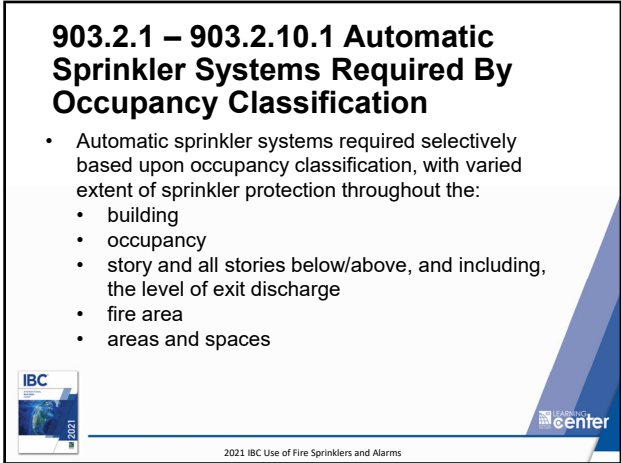 903.2.1 – 903.2.10.1 Automatic
Sprinkler Systems Required By
Occupancy Classification
• Automatic sprinkler systems required selectively
based upon occupancy classification, with varied
extent of sprinkler protection throughout the:
• building
• occupancy
• story and all stories below/above, and including,
the level of exit discharge
• fire area
• areas and spaces
IBC
2021
LEARNING
center
2021 IBC Use of Fire Sprinklers and Alarms